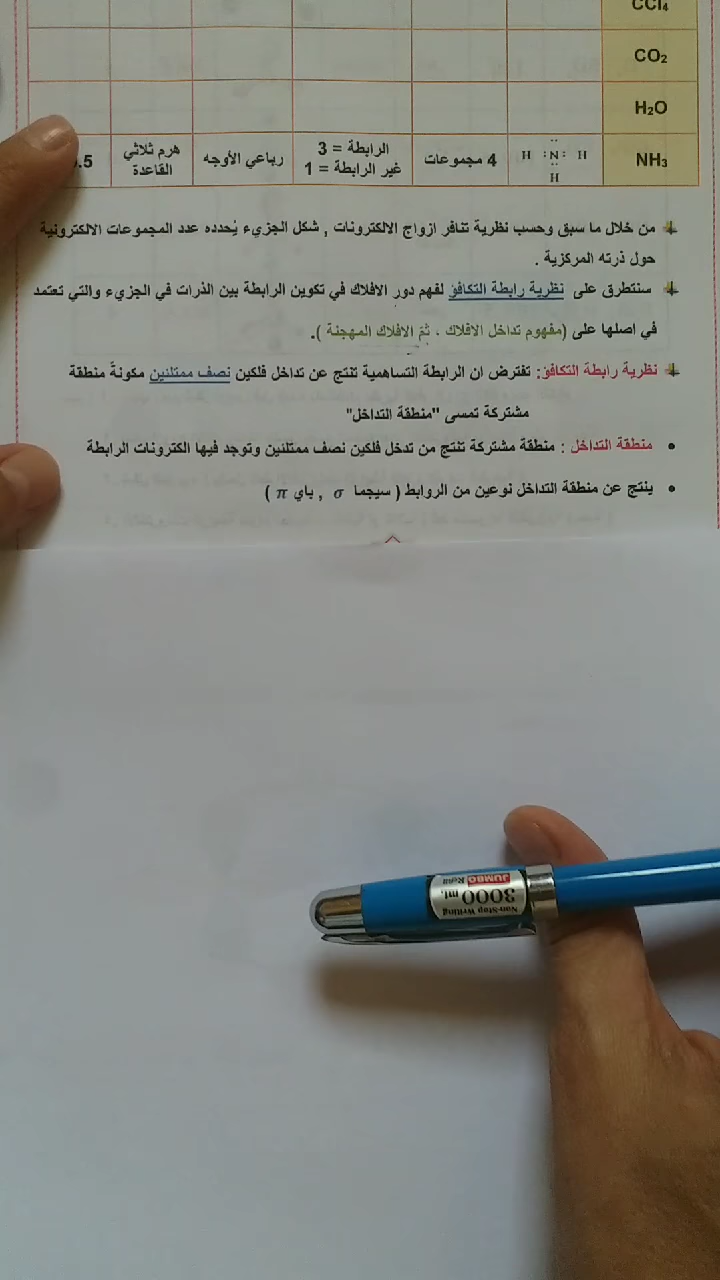 CCl₄
CO₂
H₂O
NH₃
H :N: H
H
4 مجموعات
الرابطة = 3
غير الرابطة = 1
رباعي الأوجه
هرم ثلاثي
القاعدة
.5
من خلال ما سبق وحسب نظرية تنافر ازواج الالكترونات , شكل الجزيء يُحدده عدد المجموعات الالكترونية
حول ذرته المركزية .
سنتطرق على نظرية رابطة التكافؤ لفهم دور الافلاك في تكوين الرابطة بين الذرات في الجزيء والتي تعتمد
في اصلها على (مفهوم تداخل الافلاك ، ثمّ الافلاك المهجنة ).
نظرية رابطة التكافؤ: تفترض ان الرابطة التساهمية تنتج عن تداخل فلكين نصف ممتلئين مكونةً منطقة
مشتركة تمسى "منطقة التداخل"
منطقة التداخل : منطقة مشتركة تنتج من تدخل فلكين نصف ممتلئين وتوجد فيها الكترونات الرابطة
ينتج عن منطقة التداخل نوعين من الروابط ( سيجما σ , باي π )
Non-Stop Writing
3000 mt.
JUMBO Refill